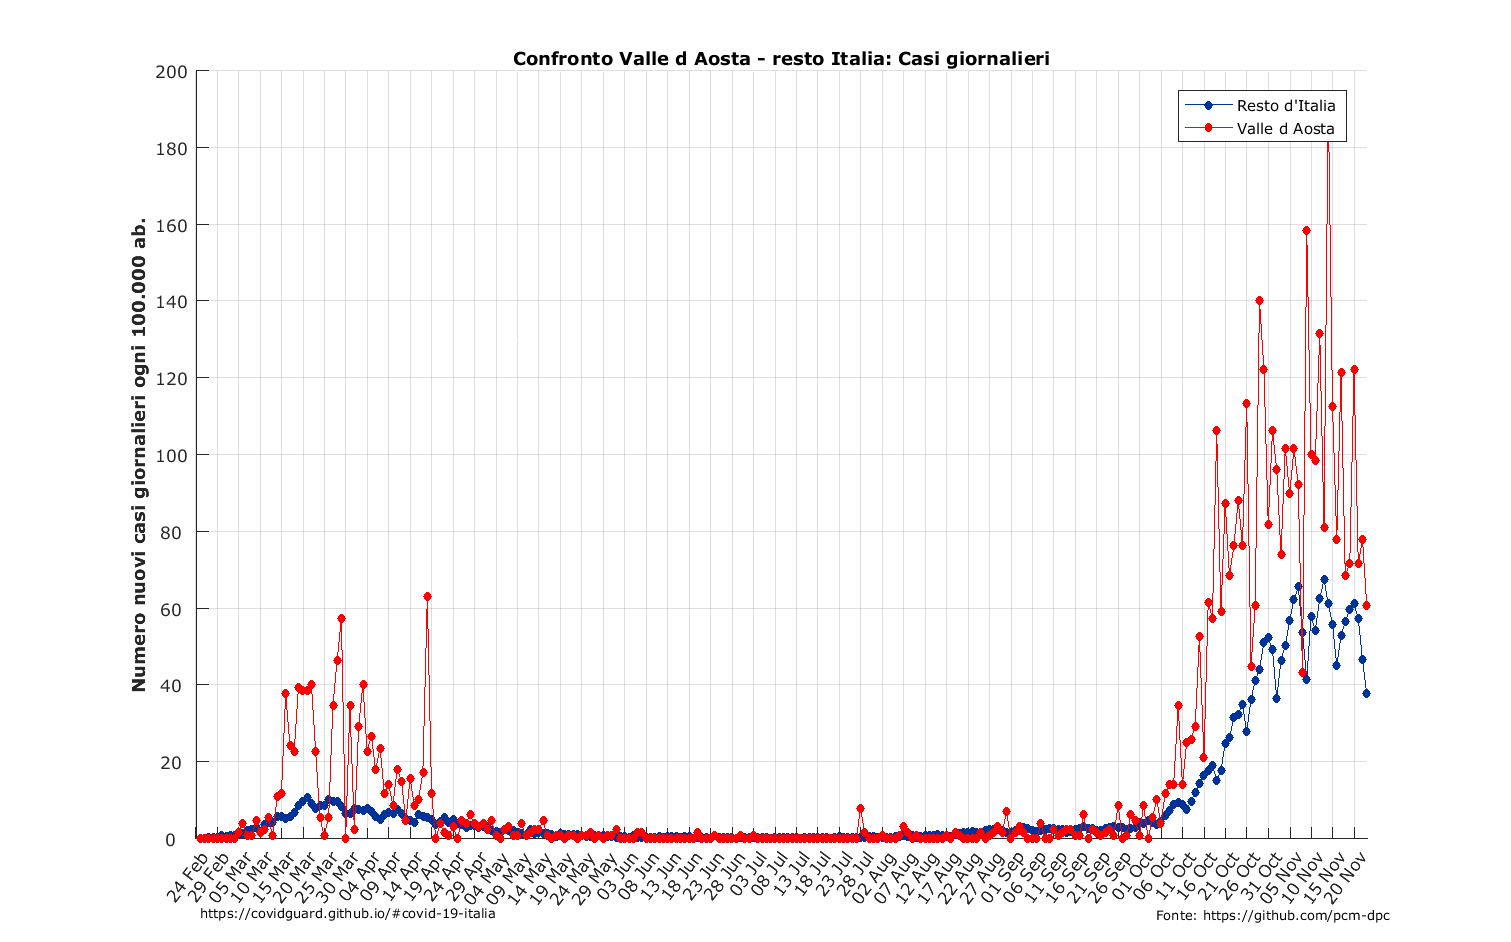 Confronto Valle d Aosta - resto Italia: Casi giornalieri
Resto d'Italia
Valle d Aosta
Numero nuovi casi giornalieri ogni 100.000 ab.
200
180
160
140
120
100
80
60
40
20
0
24 Feb
29 Feb
05 Mar
10 Mar
15 Mar
20 Mar
25 Mar
30 Mar
04 Apr
09 Apr
14 Apr
19 Apr
24 Apr
29 Apr
04 May
09 May
14 May
19 May
24 May
29 May
03 Jun
08 Jun
13 Jun
18 Jun
23 Jun
28 Jun
03 Jul
08 Jul
13 Jul
18 Jul
23 Jul
28 Jul
02 Aug
07 Aug
12 Aug
17 Aug
22 Aug
27 Aug
01 Sep
06 Sep
11 Sep
16 Sep
21 Sep
26 Sep
01 Oct
06 Oct
11 Oct
16 Oct
21 Oct
26 Oct
31 Oct
05 Nov
10 Nov
15 Nov
20 Nov
https://covidguard.github.io/#covid-19-italia
Fonte: https://github.com/pcm-dpc